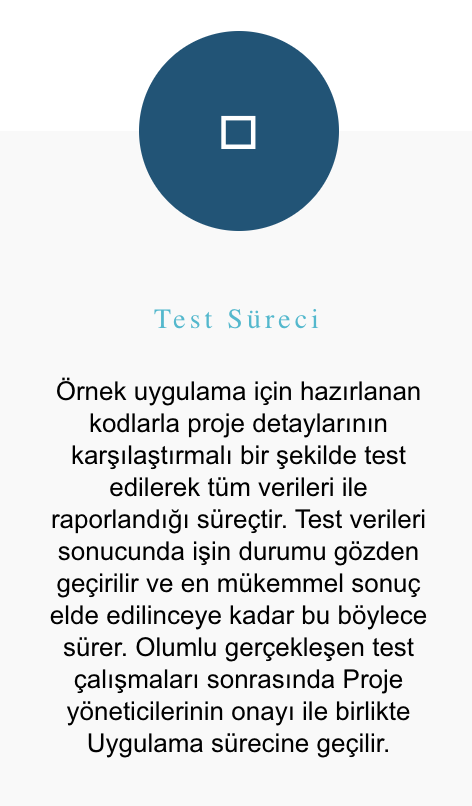 Test Süreci
Örnek uygulama için hazırlanan
kodlarla proje detaylarının
karşılaştırmalı bir şekilde test
edilerek tüm verileri ile
raporlandığı süreçtir. Test verileri
sonucunda işin durumu gözden
geçirilir ve en mükemmel sonuç
elde edilinceye kadar bu böylece
sürer. Olumlu gerçekleşen test
çalışmaları sonrasında Proje
yöneticilerinin onayı ile birlikte
Uygulama sürecine geçilir.